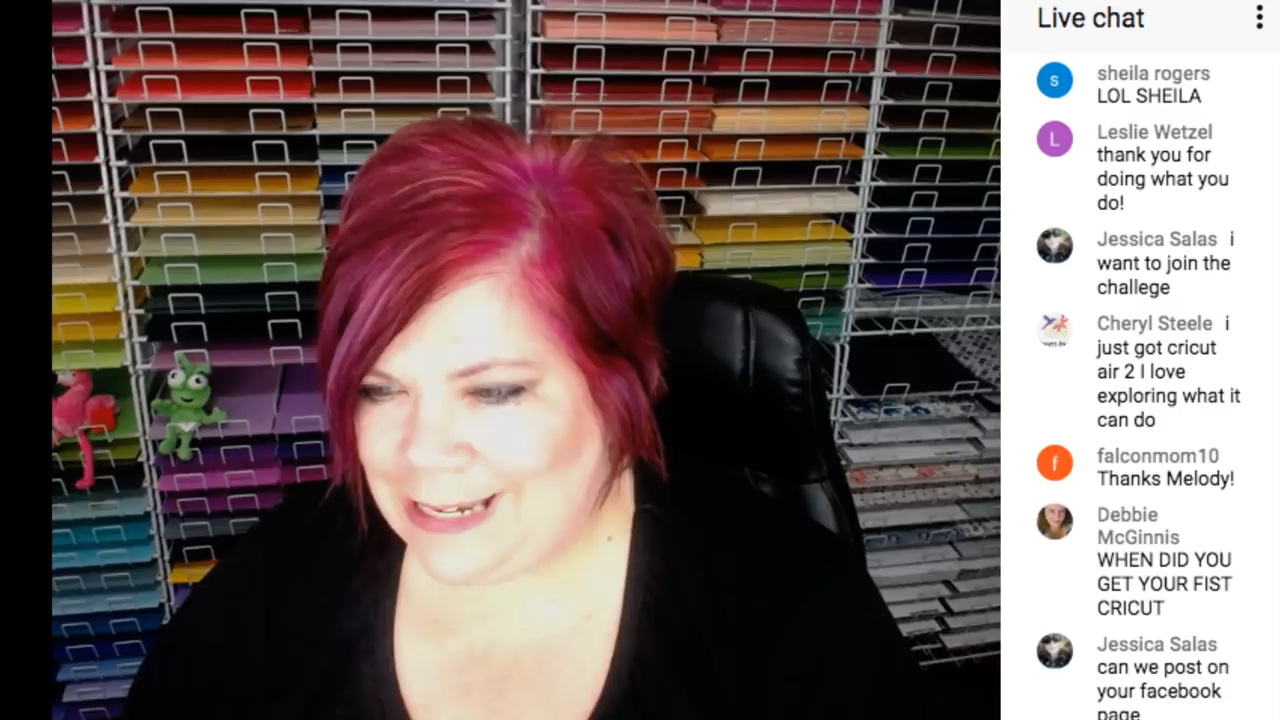 Live chat
sheila rogers
LOL SHEILA
Leslie Wetzel
thank you for
doing what you
do!
Jessica Salas i
want to join the
challege
Cheryl Steele i
just got cricut
air 2 I love
exploring what it
can do
falconmom10
Thanks Melody!
Debbie
McGinnis
WHEN DID YOU
GET YOUR FIST
CRICUT
Jessica Salas
can we post on
your facebook
page